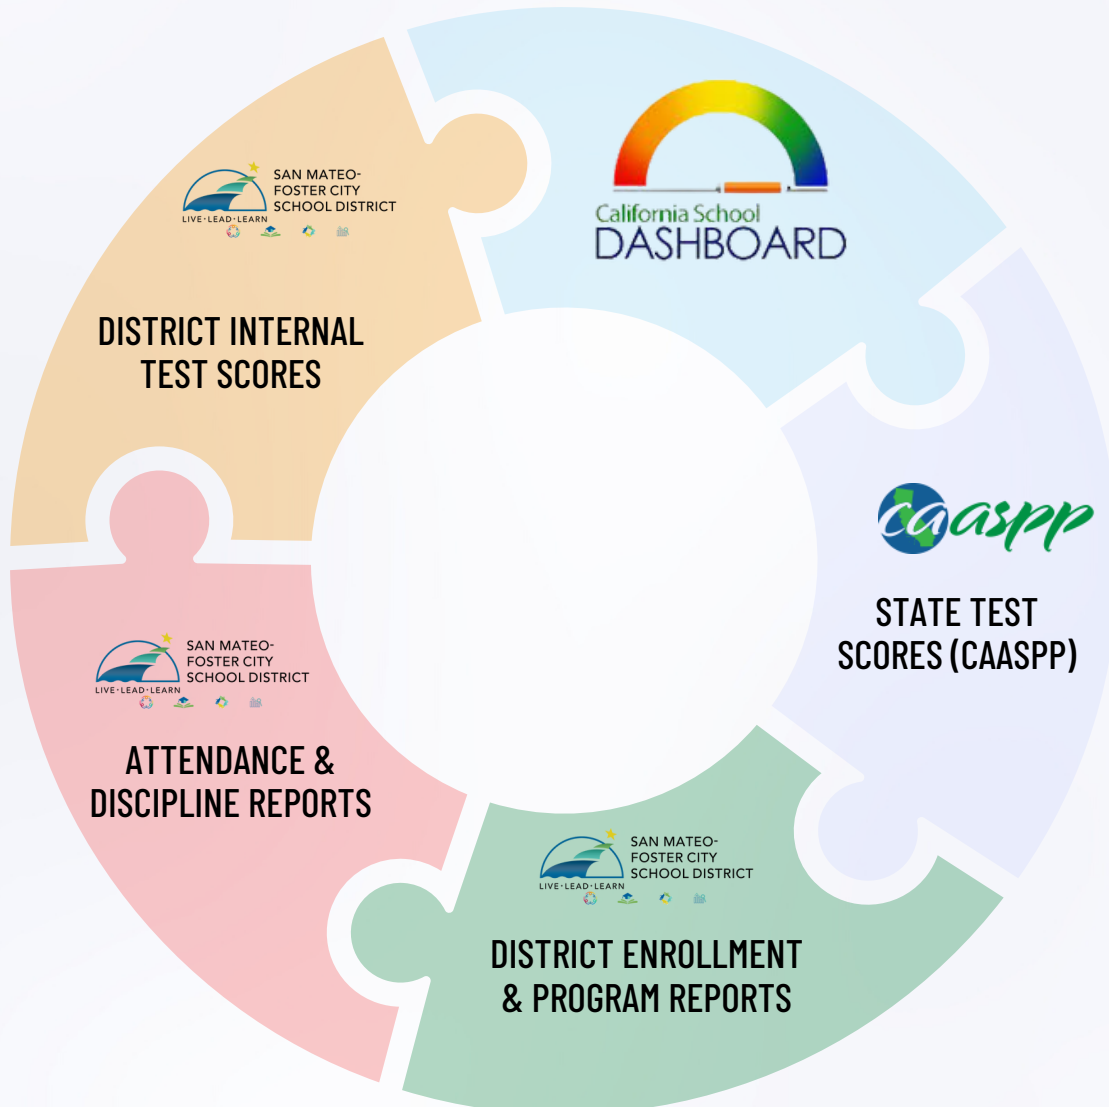 California School
DASHBOARD
SAN MATEO-
FOSTER CITY
SCHOOL DISTRICT
LIVE·LEAD·LEARN
DISTRICT INTERNAL
TEST SCORES
caaspp
STATE TEST
SCORES (CAASPP)
SAN MATEO-
FOSTER CITY
SCHOOL DISTRICT
LIVE·LEAD·LEARN
ATTENDANCE &
DISCIPLINE REPORTS
SAN MATEO-
FOSTER CITY
SCHOOL DISTRICT
LIVE·LEAD·LEARN
DISTRICT ENROLLMENT
& PROGRAM REPORTS